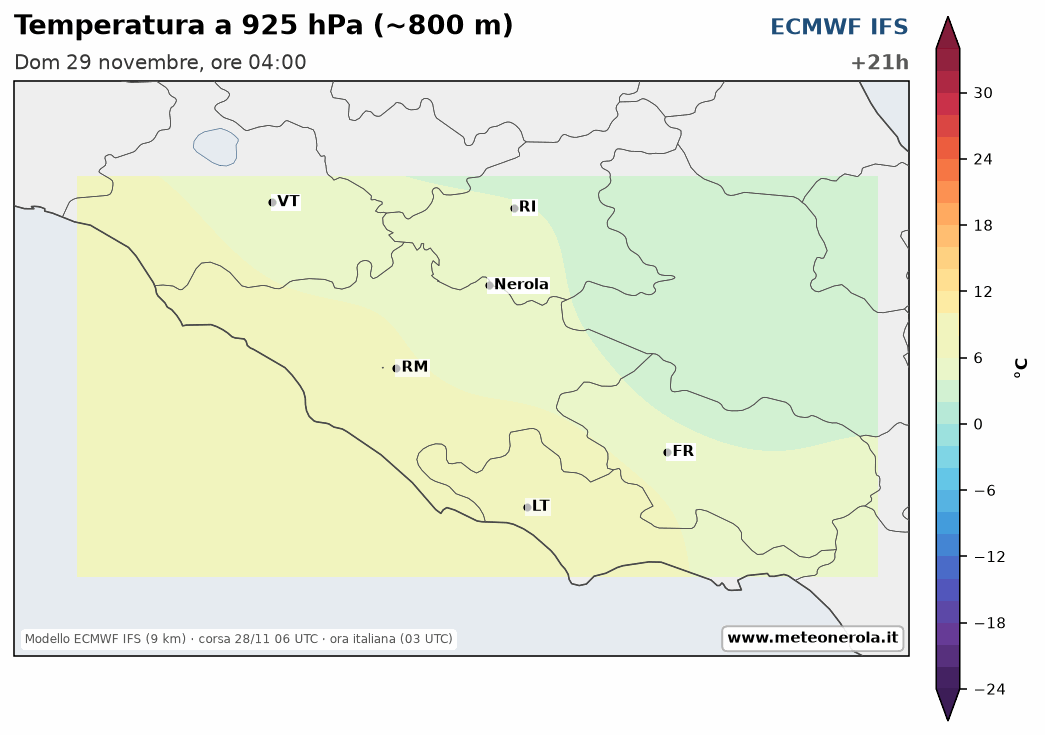 Temperatura a 925 hPa (~800 m)
ECMWF IFS
Dom 29 novembre, ore 04:00
+21h
VT
RI
Nerola
RM
FR
LT
30
24
18
12
6
0
−6
−12
−18
−24
°C
Modello ECMWF IFS (9 km) · corsa 28/11 06 UTC · ora italiana (03 UTC)
www.meteonerola.it